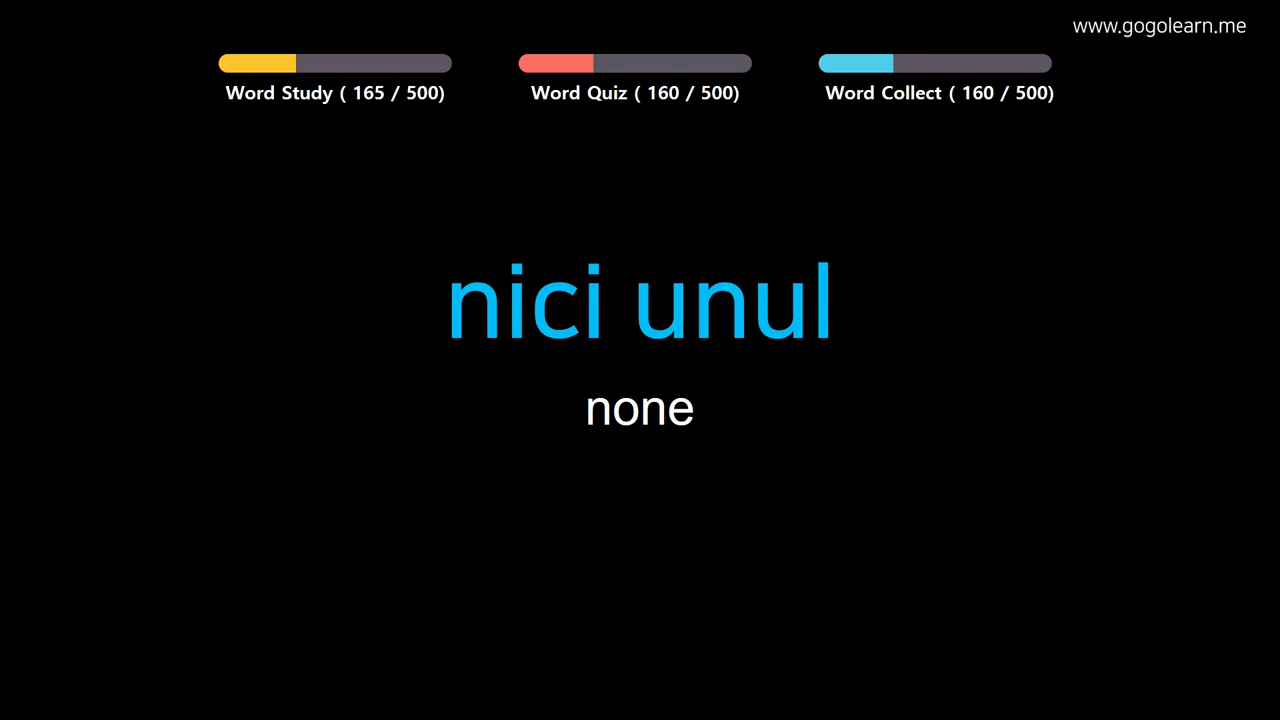 www.gogolearn.me
Word Study ( 165 / 500)
Word Quiz ( 160 / 500)
Word Collect ( 160 / 500)
nici unul
none